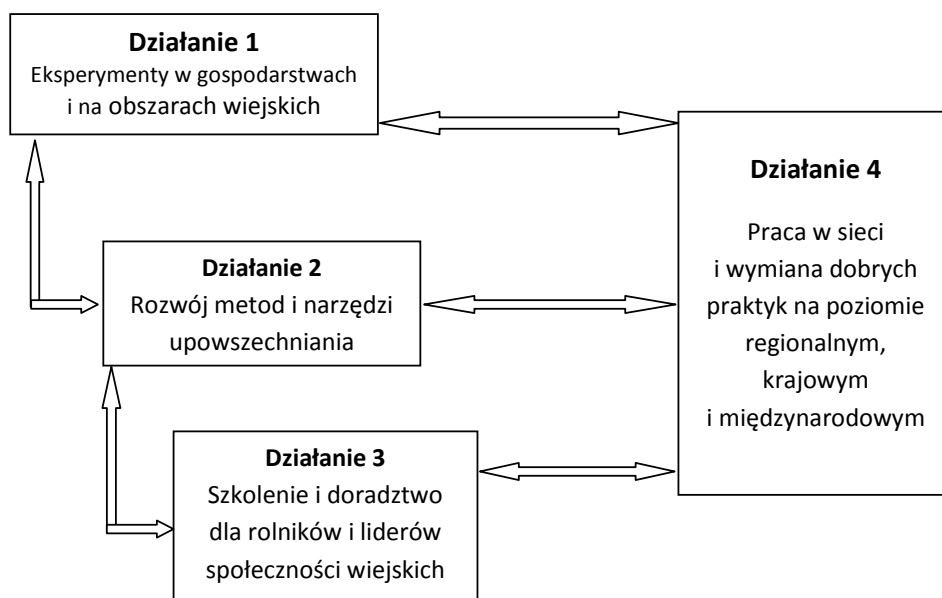 Działanie 1
Eksperymenty w gospodarstwach
i na obszarach wiejskich
Działanie 2
Rozwój metod i narzędzi
upowszechniania
Działanie 3
Szkolenie i doradztwo
dla rolników i liderów
społeczności wiejskich
Działanie 4
Praca w sieci
i wymiana dobrych
praktyk na poziomie
regionalnym,
krajowym
i międzynarodowym